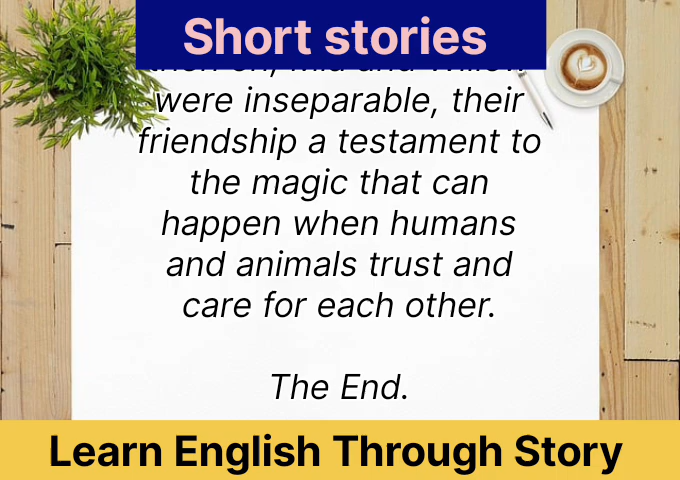 Short stories
were inseparable, their
friendship a testament to
the magic that can
happen when humans
and animals trust and
care for each other.
The End.
Learn English Through Story